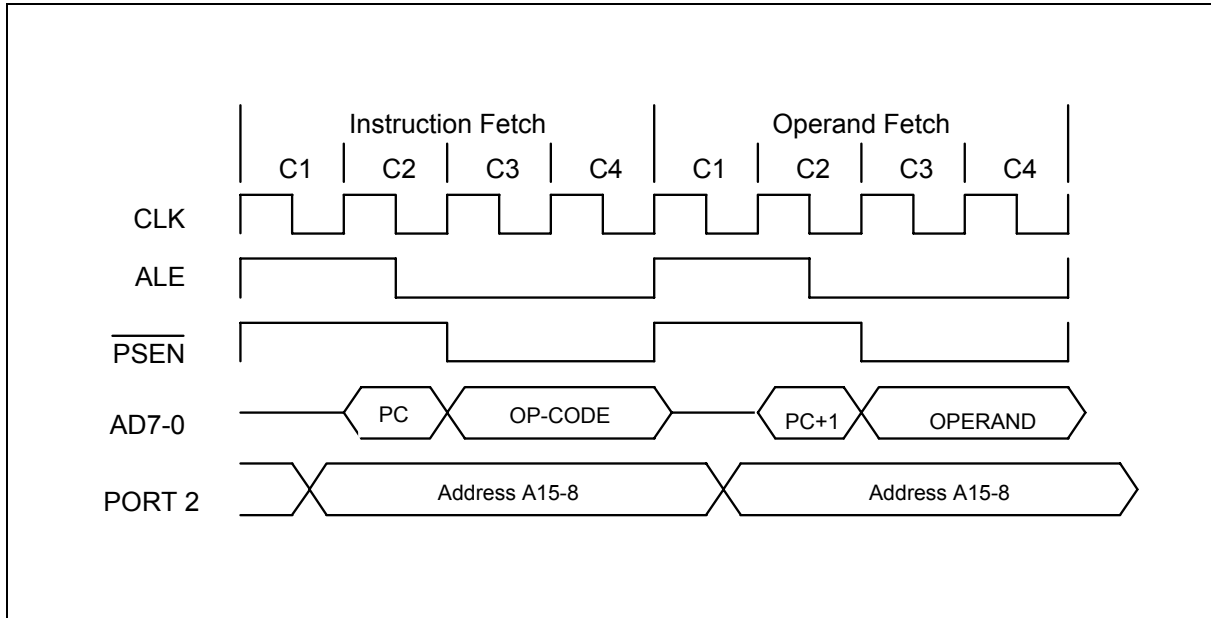 Instruction Fetch Operand Fetch
C1 C2 C3 C4 C1 C2 C3 C4
CLK
ALE
PSEN
AD7-0 PC OP-CODE PC+1 OPERAND
PORT 2 Address A15-8 Address A15-8